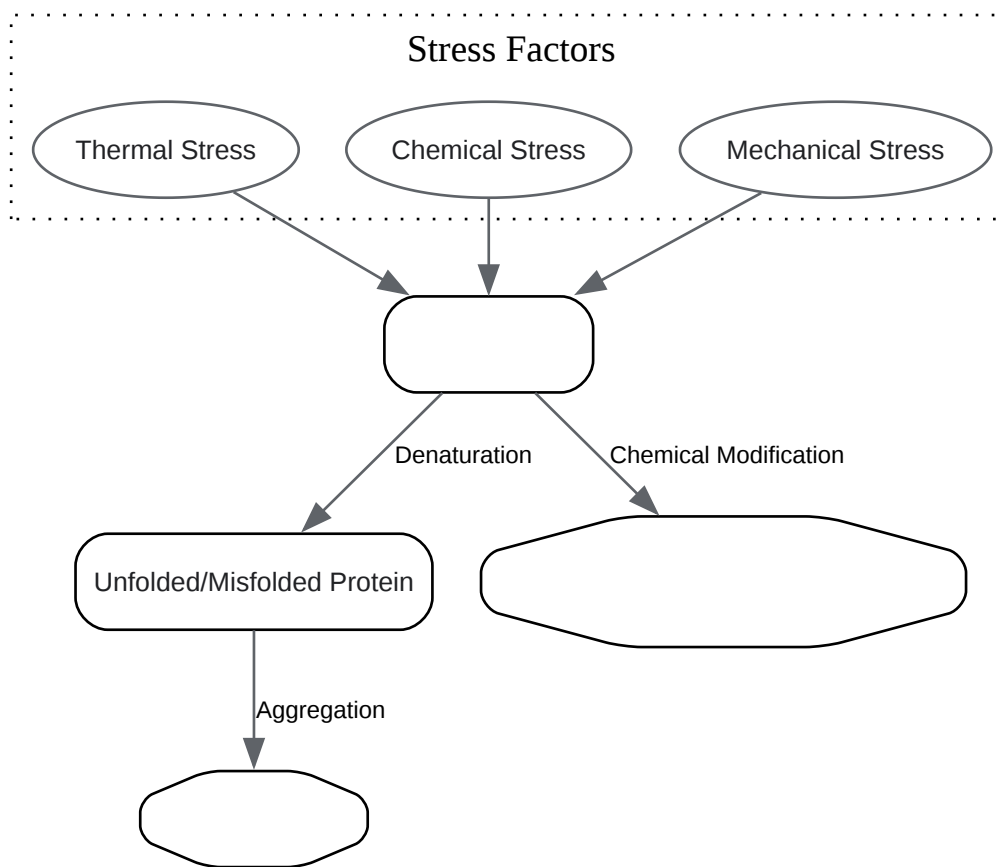 Stress Factors
Thermal Stress
Chemical Stress
Mechanical Stress
Denaturation
Chemical Modification
Unfolded/Misfolded Protein
Aggregation